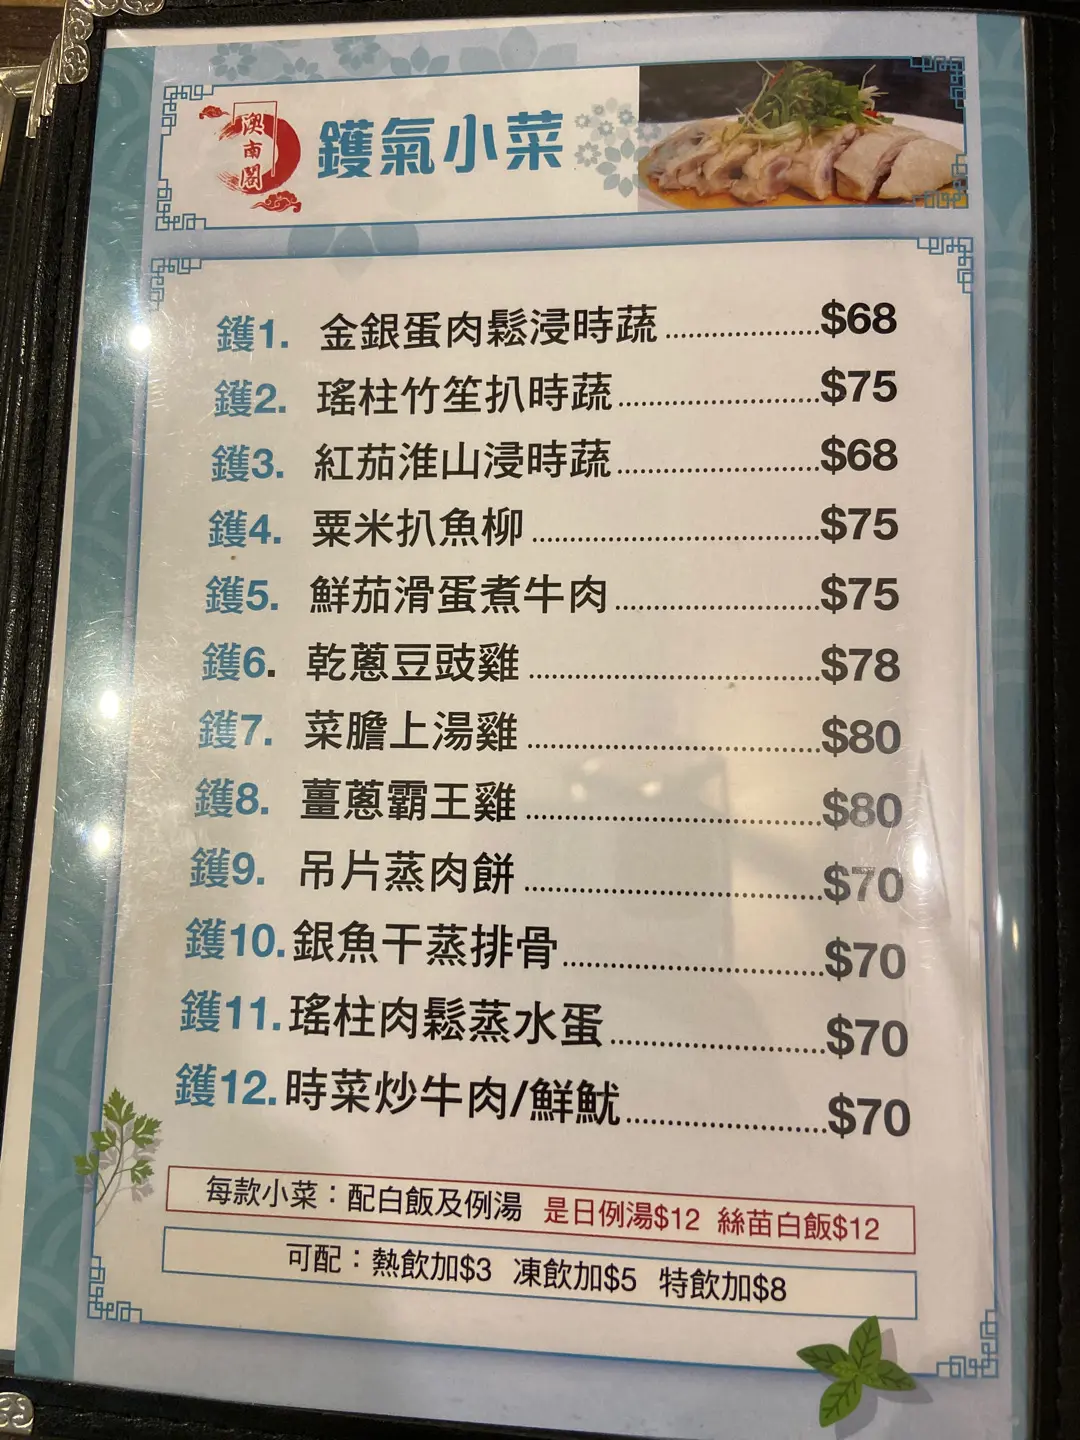 澳南閣
鑊氣小菜
鑊1. 金銀蛋肉鬆浸時蔬 $68
鑊2. 瑤柱竹笙扒時蔬 $75
鑊3. 紅茄淮山浸時蔬 $68
鑊4. 粟米扒魚柳 $75
鑊5. 鮮茄滑蛋煮牛肉 $75
鑊6. 乾蔥豆豉雞 $78
鑊7. 菜膽上湯雞 $80
鑊8. 薑蔥霸王雞 $80
鑊9. 吊片蒸肉餅 $70
鑊10. 銀魚干蒸排骨 $70
鑊11. 瑤柱肉鬆蒸水蛋 $70
鑊12. 時菜炒牛肉/鮮魷 $70
每款小菜：配白飯及例湯 是日例湯$12 絲苗白飯$12
可配：熱飲加$3 凍飲加$5 特飲加$8